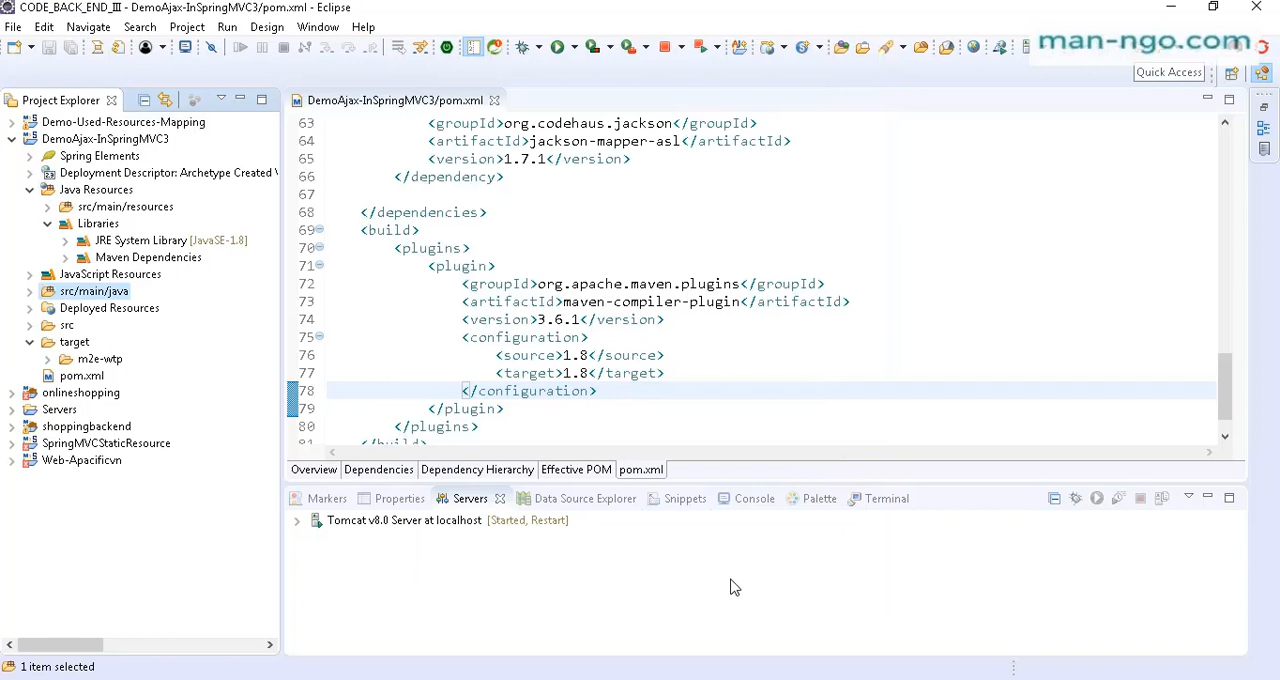 CODE_BACK_END_III - DemoAjax-InSpringMVC3/pom.xml - Eclipse
File Edit Navigate Search Project Run Design Window Help
man-ngo.com
Quick Access
Project Explorer
Demo-Used-Resources-Mapping
DemoAjax-InSpringMVC3
Spring Elements
Deployment Descriptor: Archetype Created
Java Resources
src/main/resources
Libraries
JRE System Library [JavaSE-1.8]
Maven Dependencies
JavaScript Resources
src/main/java
Deployed Resources
src
target
m2e-wtp
pom.xml
onlineshopping
Servers
shoppingbackend
SpringMVCStaticResource
Web-Apacificvn
DemoAjax-InSpringMVC3/pom.xml
63 <groupId>org.codehaus.jackson</groupId>
64 <artifactId>jackson-mapper-asl</artifactId>
65 <version>1.7.1</version>
66 </dependency>
67
68 </dependencies>
69 <build>
70 <plugins>
71 <plugin>
72 <groupId>org.apache.maven.plugins</groupId>
73 <artifactId>maven-compiler-plugin</artifactId>
74 <version>3.6.1</version>
75 <configuration>
76 <source>1.8</source>
77 <target>1.8</target>
78 </configuration>
79 </plugin>
80 </plugins>
81 </build>
Overview Dependencies Dependency Hierarchy Effective POM pom.xml
Markers Properties Servers Data Source Explorer Snippets Console Palette Terminal
Tomcat v8.0 Server at localhost [Started, Restart]
1 item selected